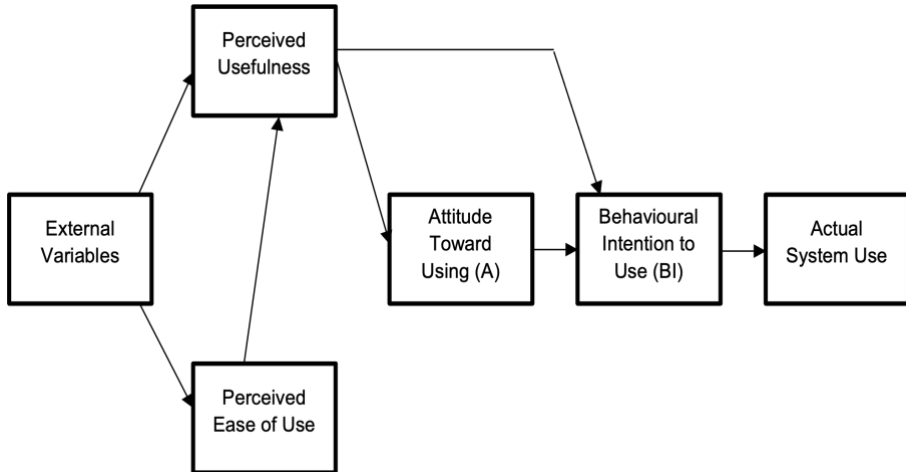 Perceived
Usefulness
External
Variables
Attitude
Toward
Using (A)
Behavioural
Intention to
Use (BI)
Actual
System Use
Perceived
Ease of Use